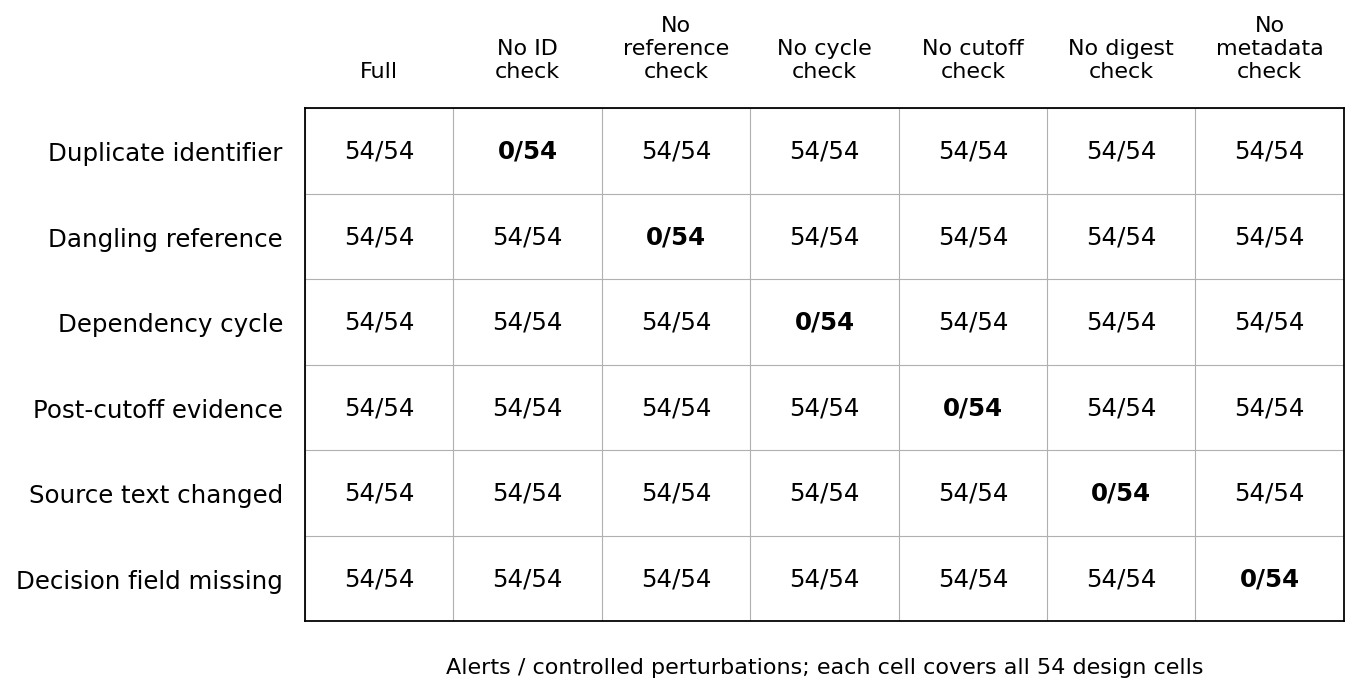 Full
No ID
check
No
reference
check
No cycle
check
No cutoff
check
No digest
check
No
metadata
check
Duplicate identifier 54/54 0/54 54/54 54/54 54/54 54/54 54/54
Dangling reference 54/54 54/54 0/54 54/54 54/54 54/54 54/54
Dependency cycle 54/54 54/54 54/54 0/54 54/54 54/54 54/54
Post-cutoff evidence 54/54 54/54 54/54 54/54 0/54 54/54 54/54
Source text changed 54/54 54/54 54/54 54/54 54/54 0/54 54/54
Decision field missing 54/54 54/54 54/54 54/54 54/54 54/54 0/54
Alerts / controlled perturbations; each cell covers all 54 design cells